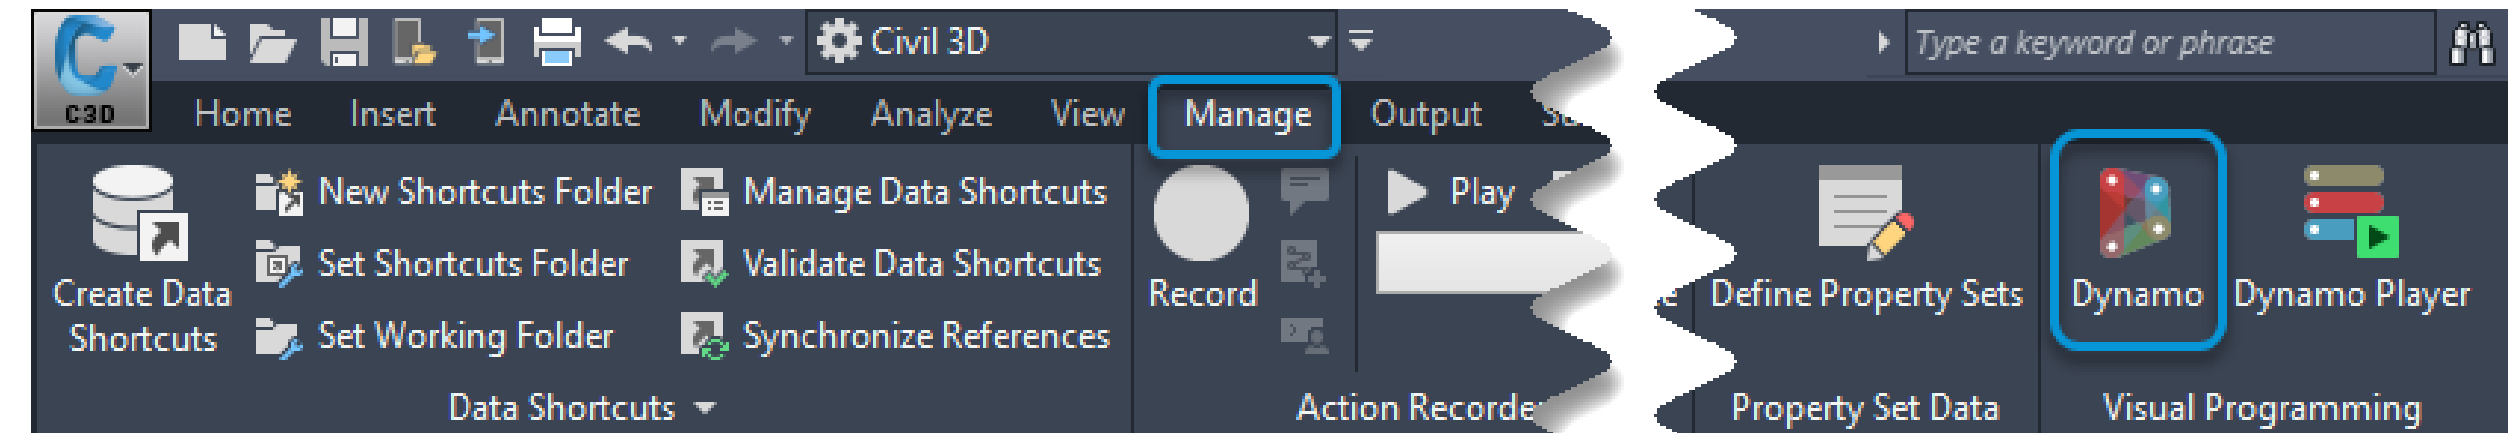 Civil 3D
Type a keyword or phrase
C3D
Home Insert Annotate Modify Analyze View Manage Output
New Shortcuts Folder
Manage Data Shortcuts
Play
Set Shortcuts Folder
Validate Data Shortcuts
Create Data
Shortcuts
Set Working Folder
Synchronize References
Record
Define Property Sets
Dynamo
Dynamo Player
Data Shortcuts
Action Recorde
Property Set Data
Visual Programming